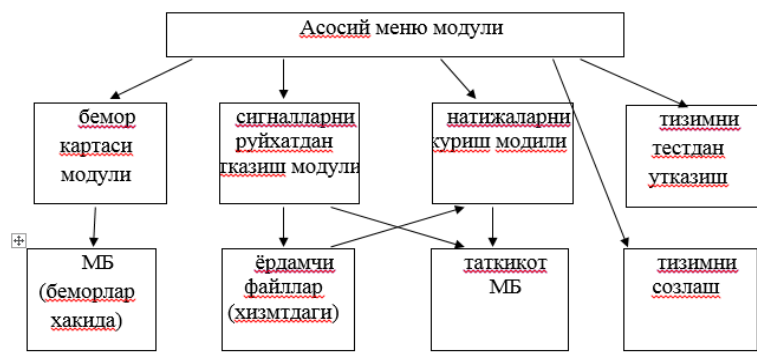 Асосий меню модули
бемор
картаси
модули
сигналларни
руйхатдан
тказиш модули
натижаларни
куриш модили
тизимни
тестдан
утказиш
МБ
(беморлар
хакида)
ёрдамчи
файллар
(хизмтдаги)
таткикот
МБ
тизимни
созлаш